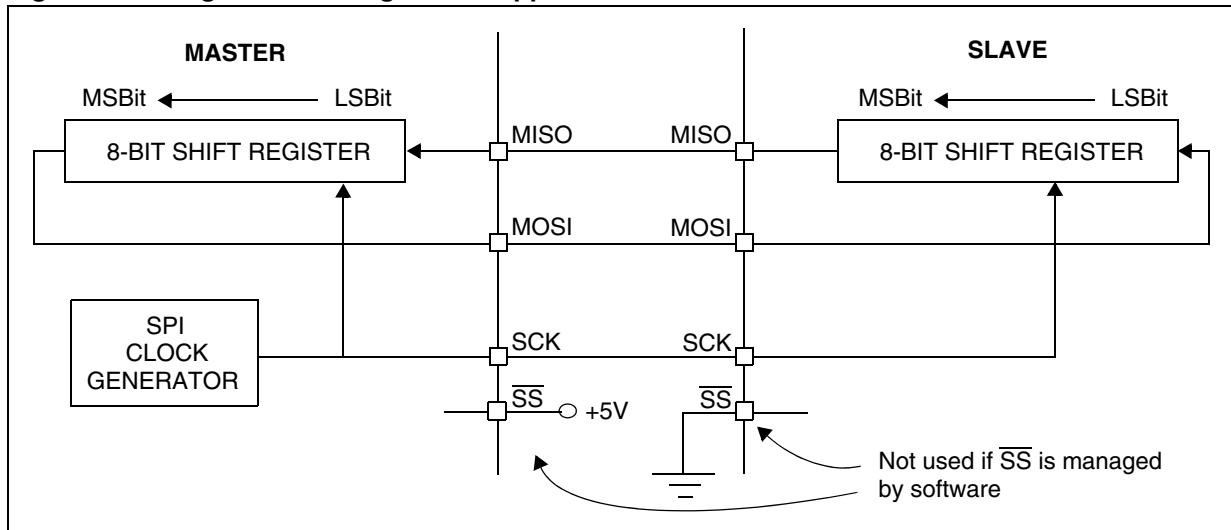 MASTER
SLAVE
MSBit
LSBit
MSBit
LSBit
8-BIT SHIFT REGISTER
MISO
MISO
8-BIT SHIFT REGISTER
MOSI
MOSI
SPI
CLOCK
GENERATOR
SCK
SCK
SS
+5V
SS
Not used if SS is managed
by software